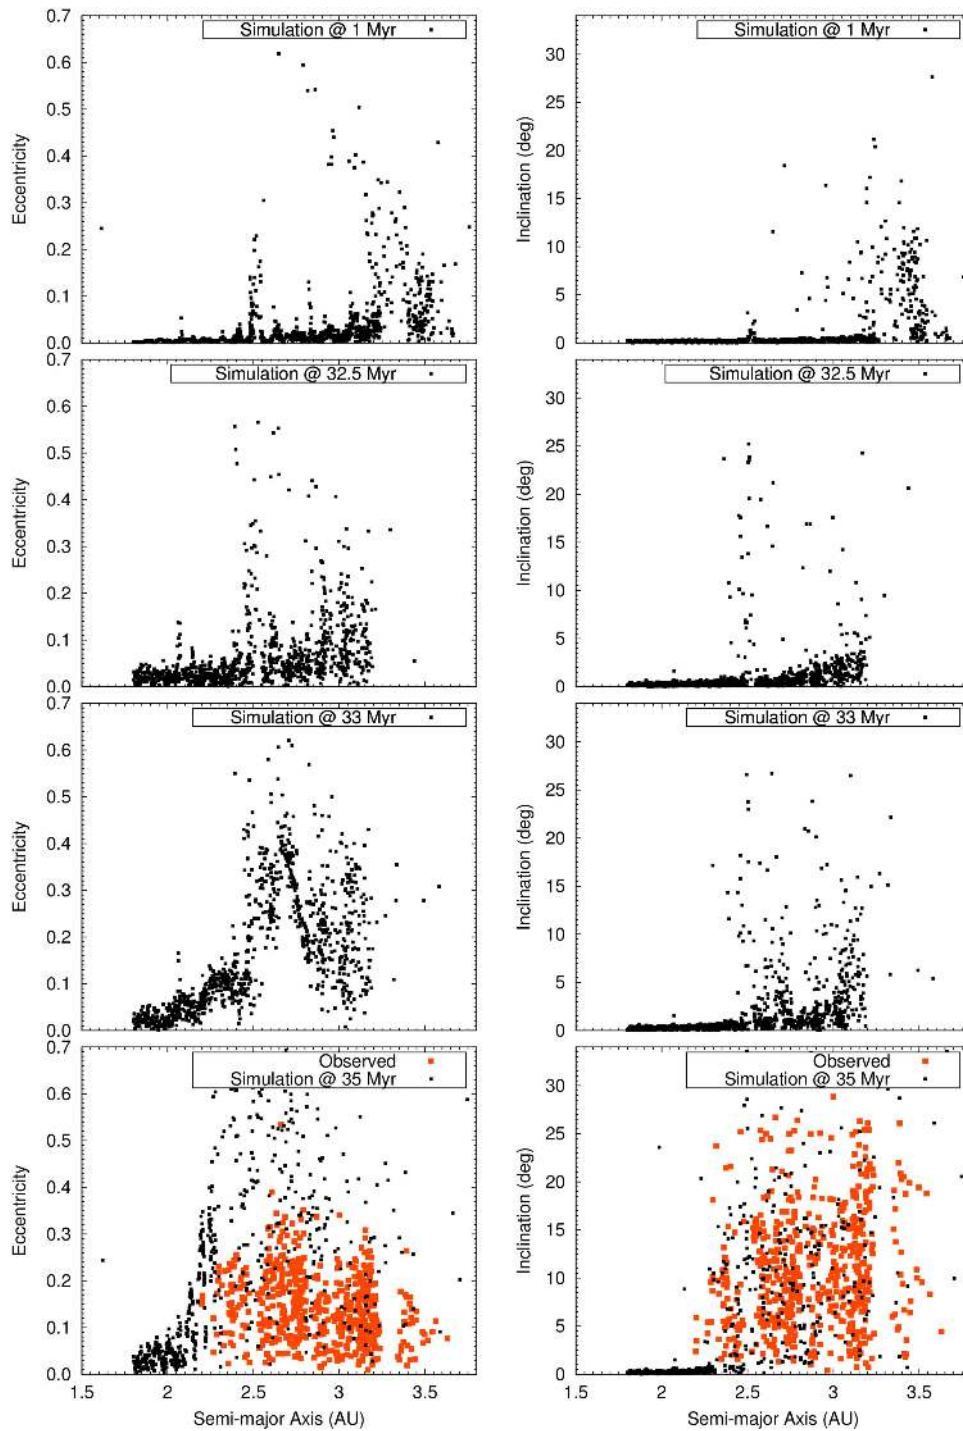 0.7
0.6
0.5
0.4
0.3
0.2
0.1
0.0
Eccentricity
Simulation @ 1 Myr
30
25
20
15
10
5
0
Inclination (deg)
Simulation @ 1 Myr
0.7
0.6
0.5
0.4
0.3
0.2
0.1
0.0
Eccentricity
Simulation @ 32.5 Myr
30
25
20
15
10
5
0
Inclination (deg)
Simulation @ 32.5 Myr
0.7
0.6
0.5
0.4
0.3
0.2
0.1
0.0
Eccentricity
Simulation @ 33 Myr
30
25
20
15
10
5
0
Inclination (deg)
Simulation @ 33 Myr
0.7
0.6
0.5
0.4
0.3
0.2
0.1
0.0
Eccentricity
Observed
Simulation @ 35 Myr
1.5 2 2.5 3 3.5
Semi-major Axis (AU)
30
25
20
15
10
5
0
Inclination (deg)
Observed
Simulation @ 35 Myr
1.5 2 2.5 3 3.5
Semi-major Axis (AU)